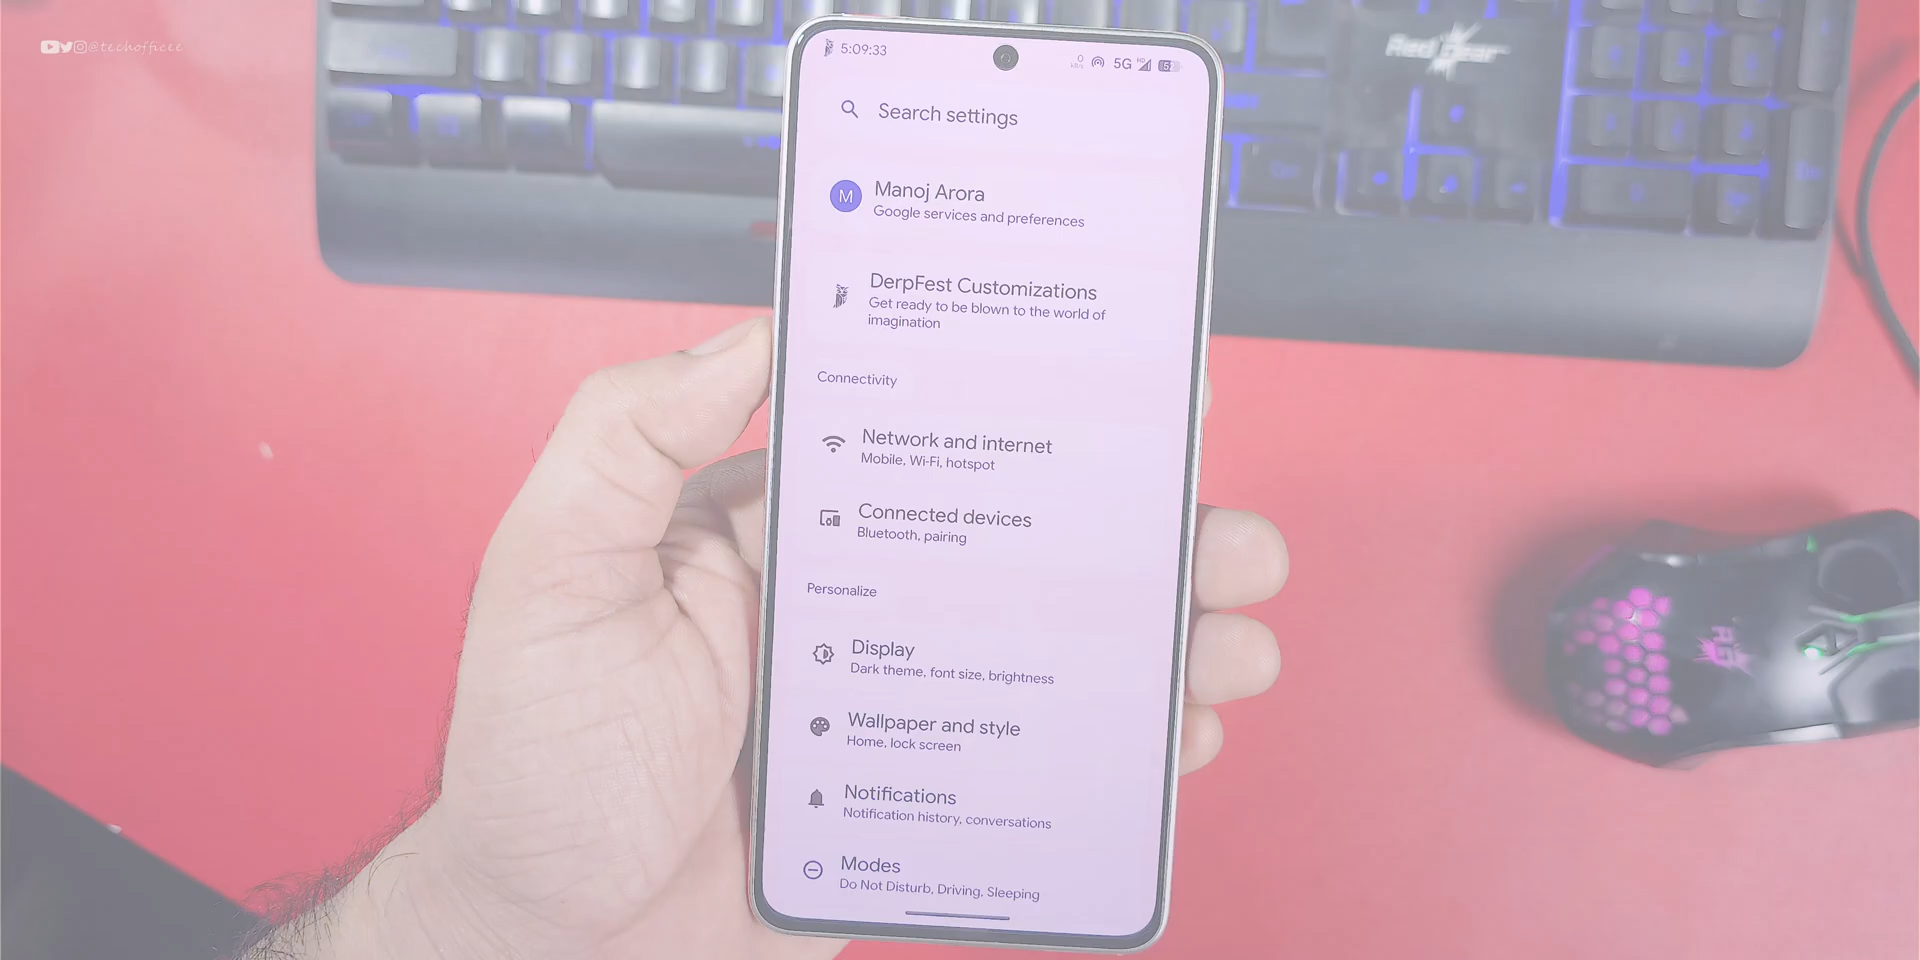 @techofficee
5:09:33
5G
52
Search settings
M
Manoj Arora
Google services and preferences
DerpFest Customizations
Get ready to be blown to the world of
imagination
Connectivity
Network and internet
Mobile, Wi-Fi, hotspot
Connected devices
Bluetooth, pairing
Personalize
Display
Dark theme, font size, brightness
Wallpaper and style
Home, lock screen
Notifications
Notification history, conversations
Modes
Do Not Disturb, Driving, Sleeping
Red Gear